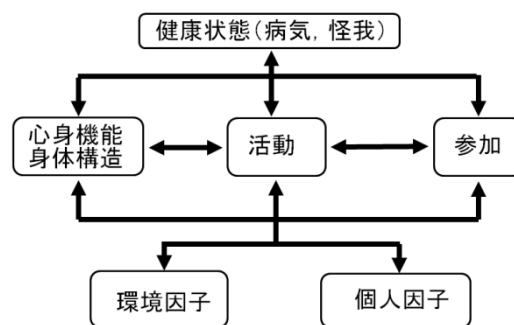 健康状態(病気, 怪我)
心身機能
身体構造
活動
参加
環境因子
個人因子